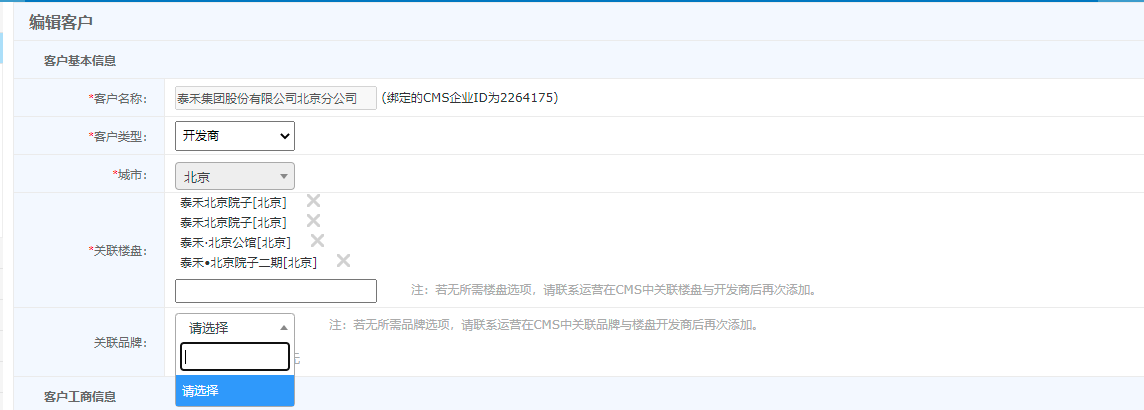 编辑客户
客户基本信息
*客户名称: 泰禾集团股份有限公司北京分公司 (绑定的CMS企业ID为2264175)
*客户类型: 开发商
*城市: 北京
泰禾北京院子[北京]
泰禾北京院子[北京]
*关联楼盘: 泰禾·北京公馆[北京]
泰禾•北京院子二期[北京]
注：若无所需楼盘选项，请联系运营在CMS中关联楼盘与开发商后再次添加。
请选择 注：若无所需品牌选项，请联系运营在CMS中关联品牌与楼盘开发商后再次添加。
关联品牌:
无
请选择
客户工商信息